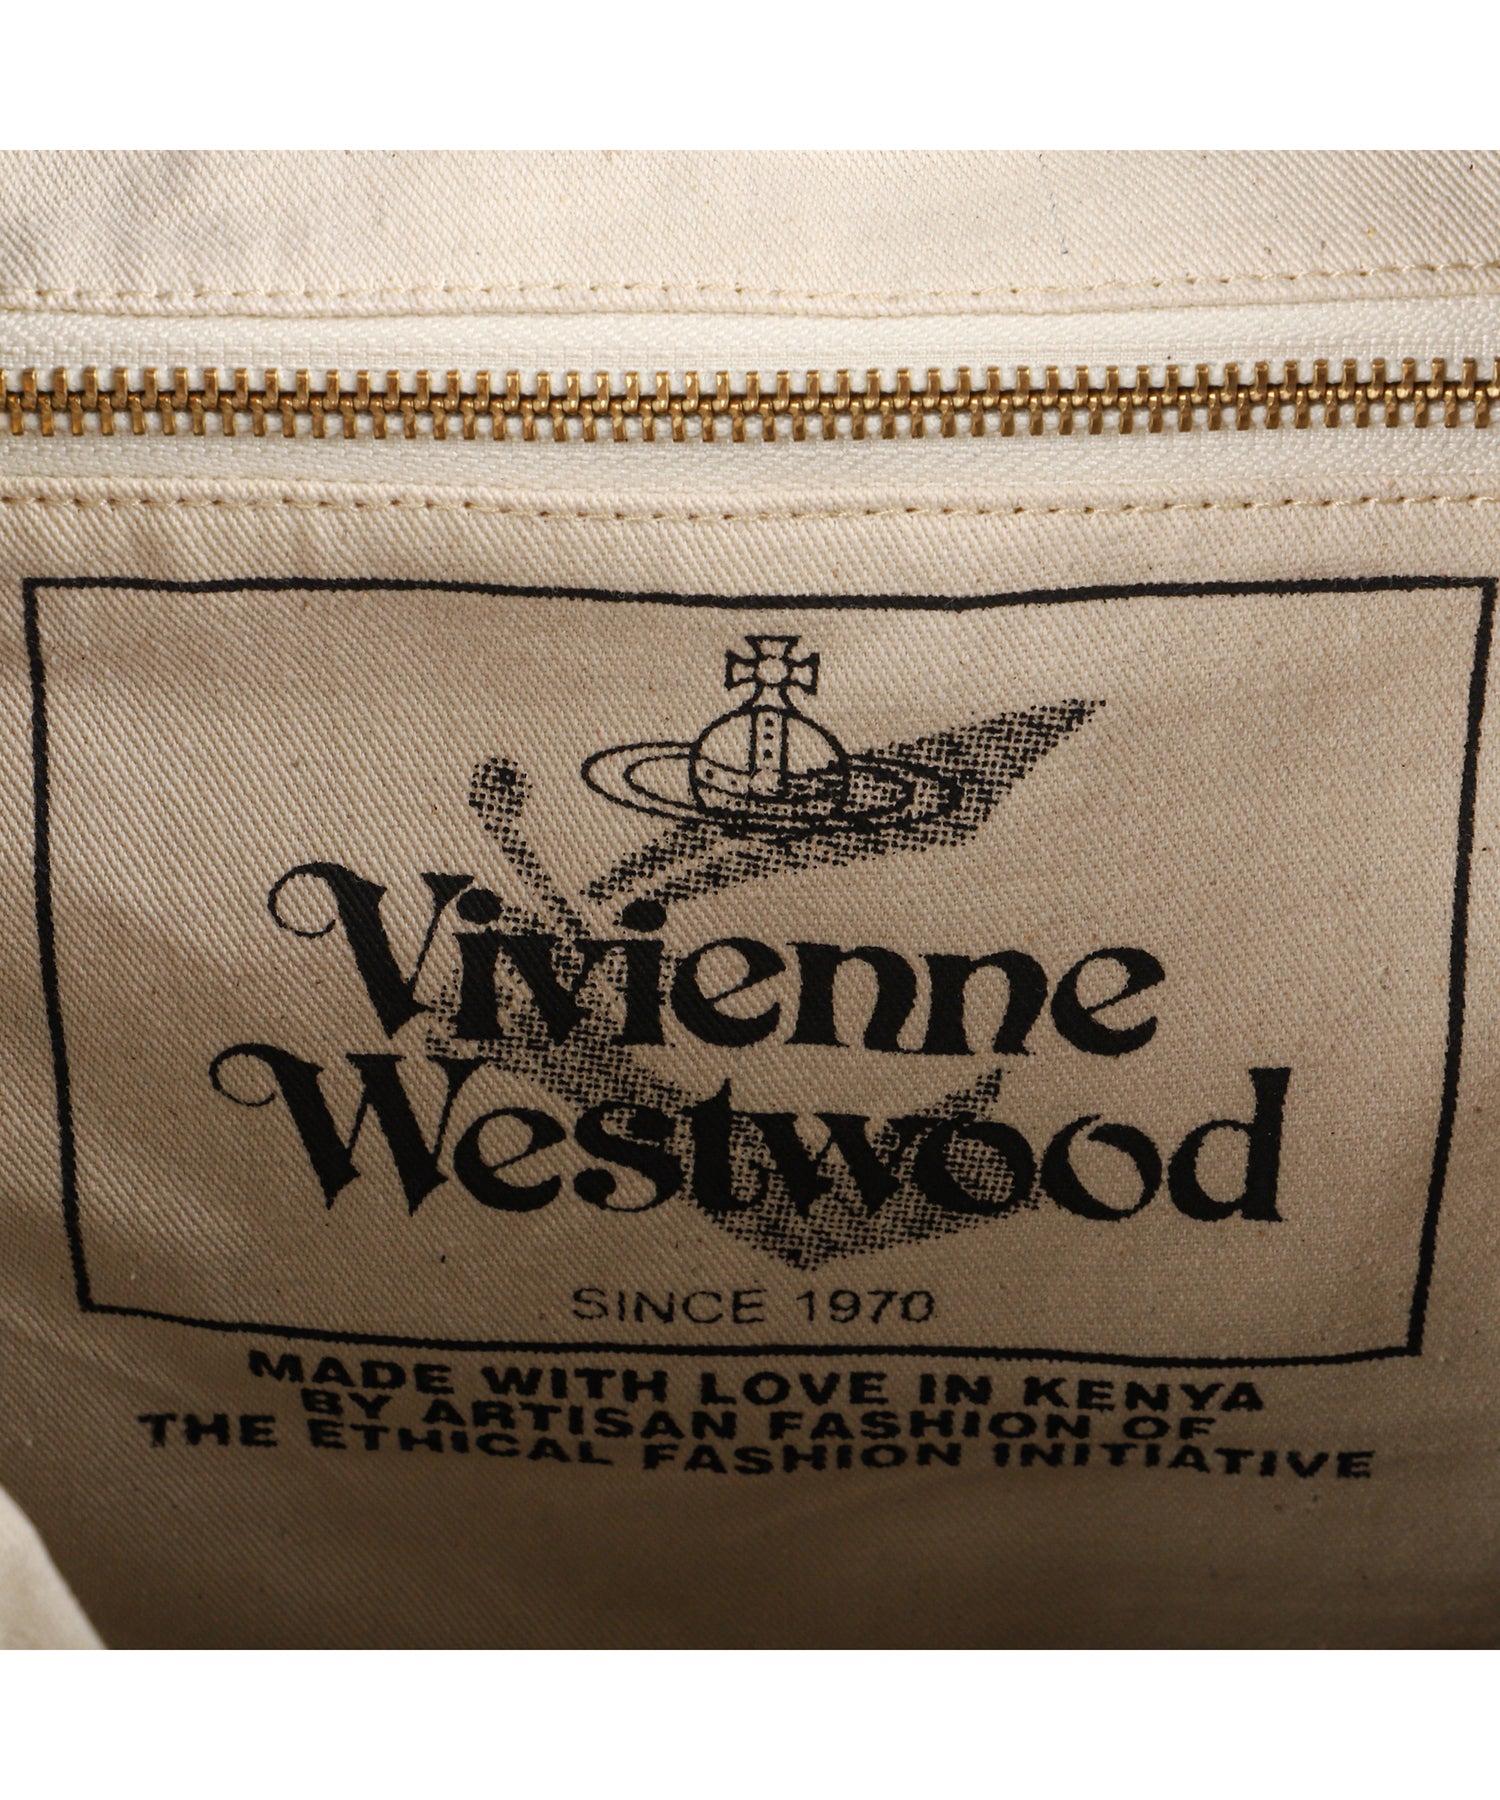 Vivienne
Westwood
SINCE 1970
MADE WITH LOVE IN KENYA
BY ARTISAN FASHION OF
THE ETHICAL FASHION INITIATIVE